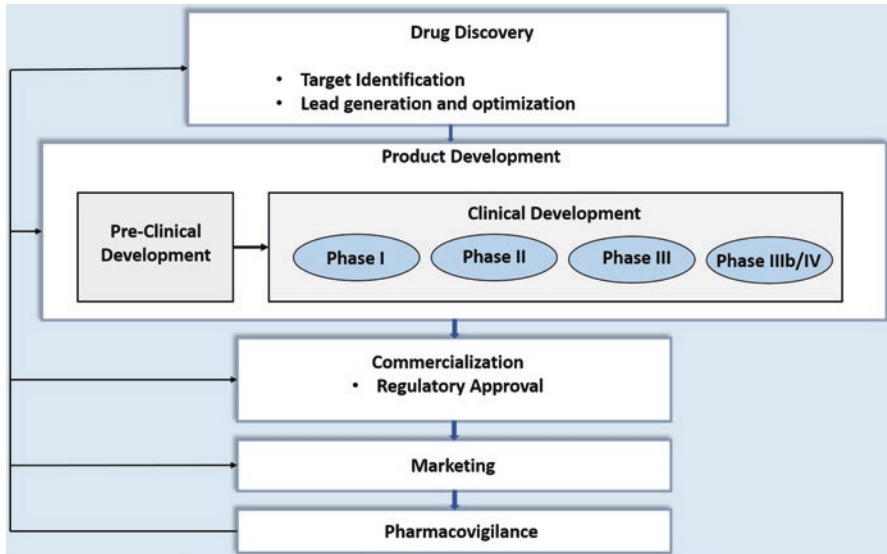 Drug Discovery
• Target Identification
• Lead generation and optimization
Product Development
Pre-Clinical
Development
Clinical Development
Phase I
Phase II
Phase III
Phase IIIb/IV
Commercialization
• Regulatory Approval
Marketing
Pharmacovigilance